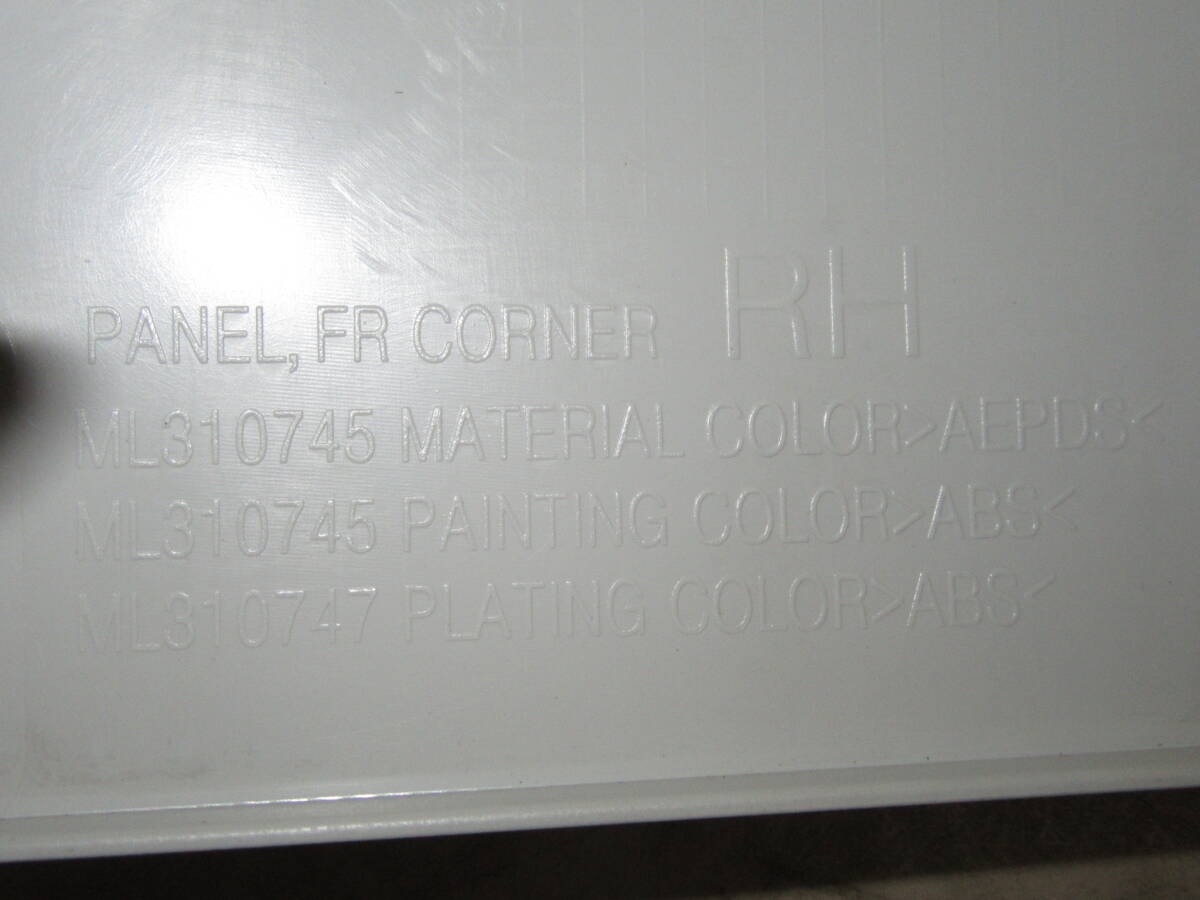 PANEL, FR CORNER RH
ML310745 MATERIAL COLOR>AEPDS<
ML310745 PAINTING COLOR>ABS<
ML310747 PLATING COLOR>ABS<